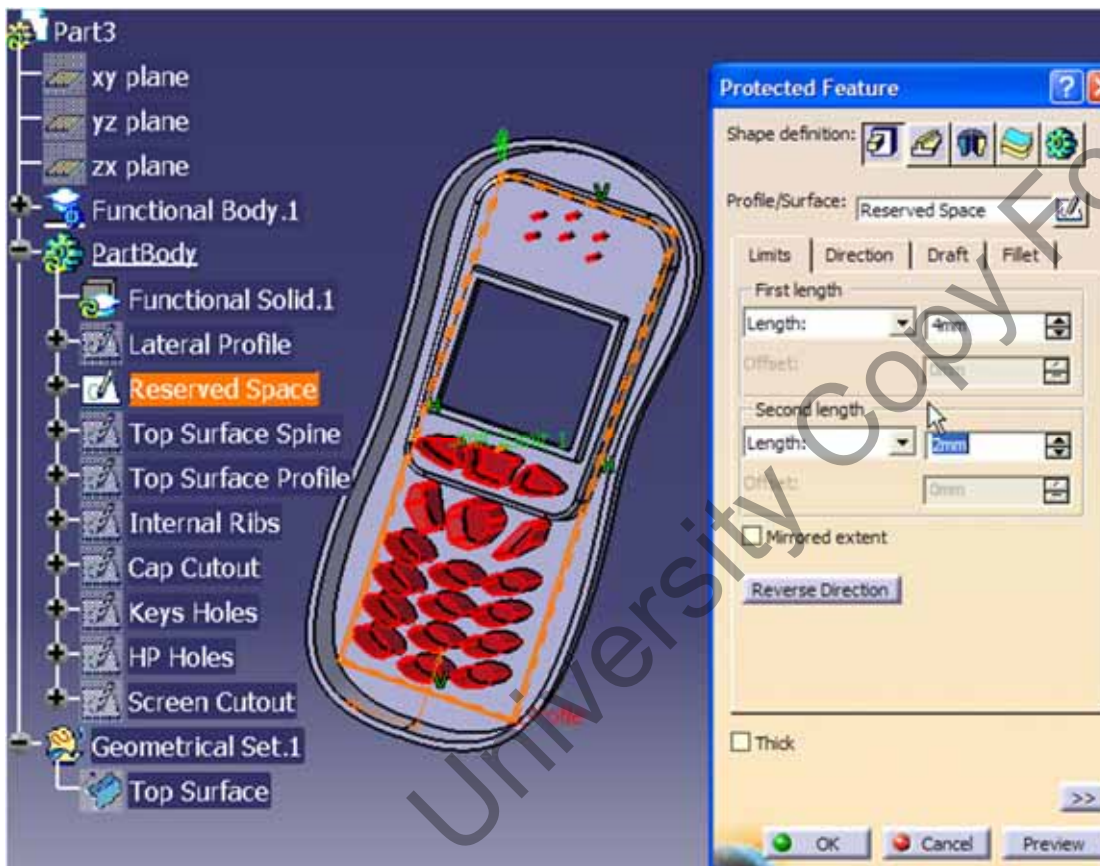 Part3
xy plane
yz plane
zx plane
Functional Body.1
PartBody
Functional Solid.1
Lateral Profile
Reserved Space
Top Surface Spine
Top Surface Profile
Internal Ribs
Cap Cutout
Keys Holes
HP Holes
Screen Cutout
Geometrical Set.1
Top Surface
Protected Feature
Shape definition:
Profile/Surface: Reserved Space
Limits Direction Draft Fillet
First length
Length: 4mm
Offset: 0mm
Second length
Length: 2mm
Offset: 0mm
Mirrored extent
Reverse Direction
Thick
>>
OK Cancel Preview
University Copy